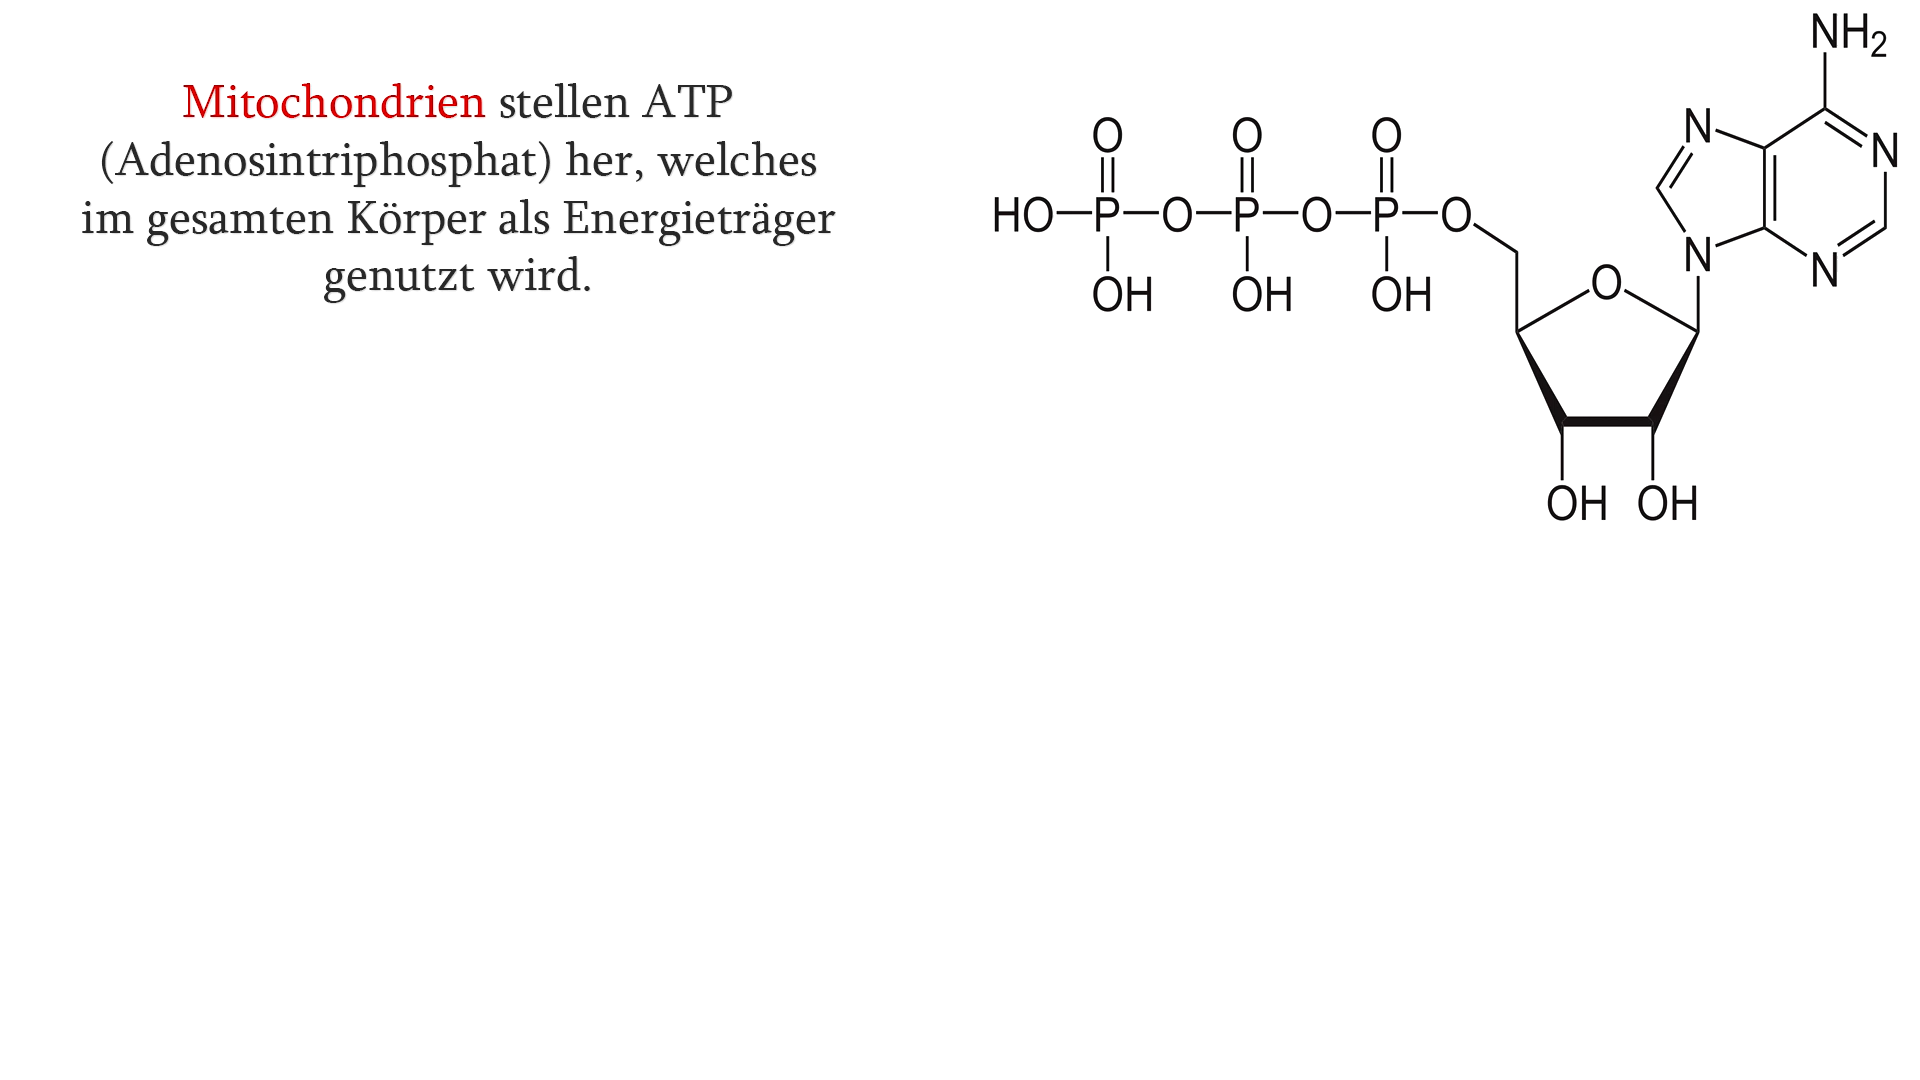 Mitochondrien stellen ATP
(Adenosintriphosphat) her, welches
im gesamten Körper als Energieträger
genutzt wird.
NH2
N
N
O
O
O
HO
P
O
P
O
P
O
N
N
OH
OH
OH
O
OH
OH